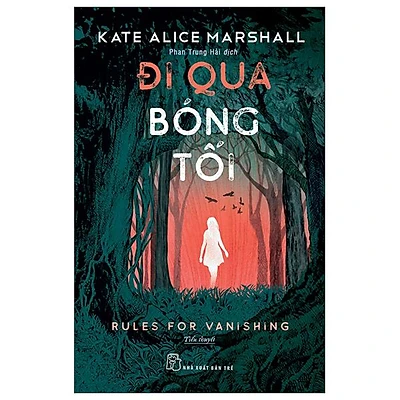 KATE ALICE MARSHALL
Phan Trung Hải dịch
ĐI QUA
BÓNG
TỐI
RULES FOR VANISHING
Tiểu thuyết
NHÀ XUẤT BẢN TRẺ